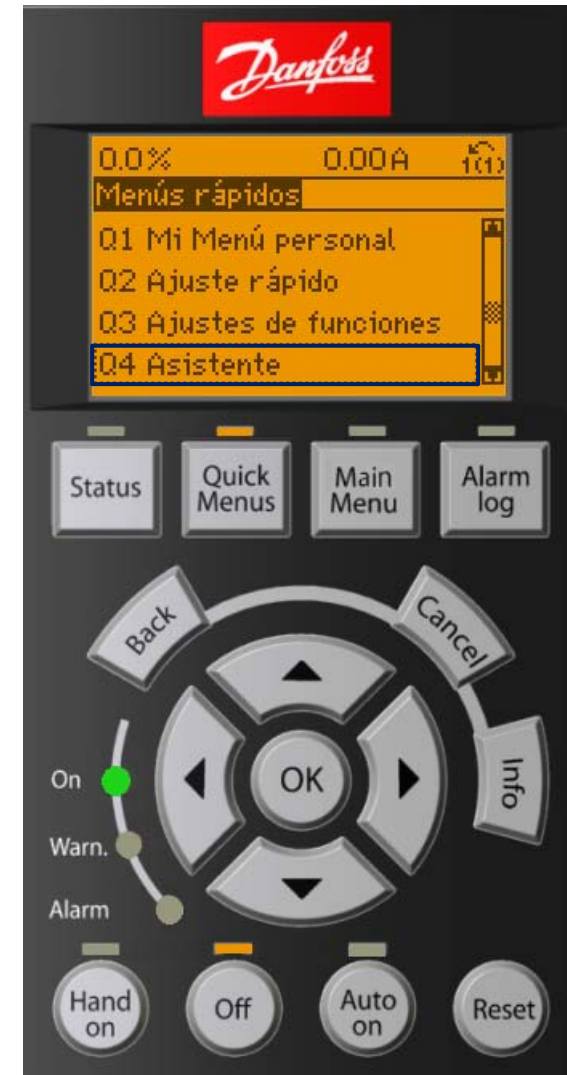 Danfoss
0.0% 0.00A 1(1)
Menús rápidos
Q1 Mi Menú personal
Q2 Ajuste rápido
Q3 Ajustes de funciones
Q4 Asistente
Status
Quick Menus
Main Menu
Alarm log
Back
Cancel
Info
OK
On
Warn.
Alarm
Hand on
Off
Auto on
Reset